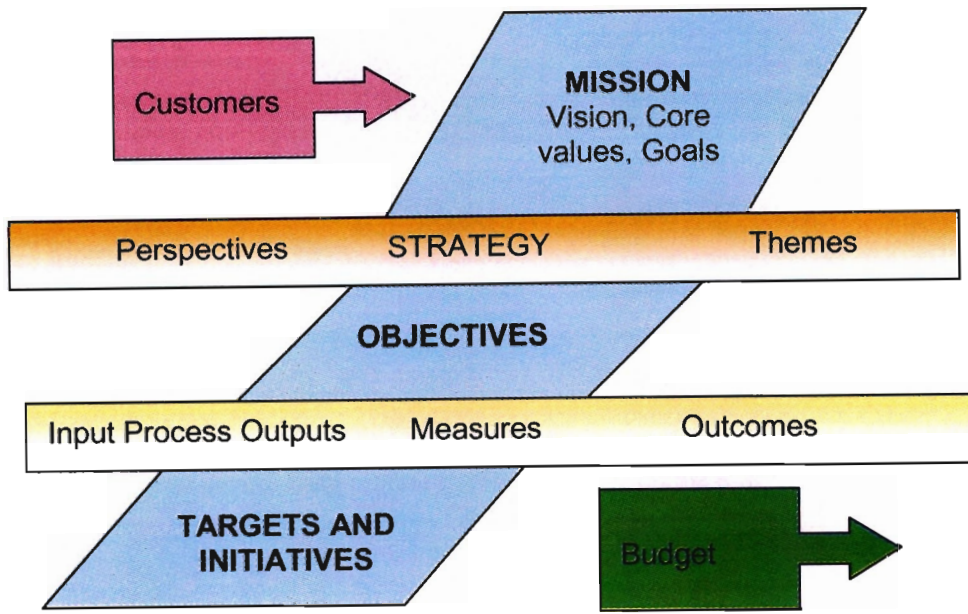 Customers
MISSION
Vision, Core
values, Goals
Perspectives STRATEGY Themes
OBJECTIVES
Input Process Outputs Measures Outcomes
TARGETS AND
INITIATIVES
Budget